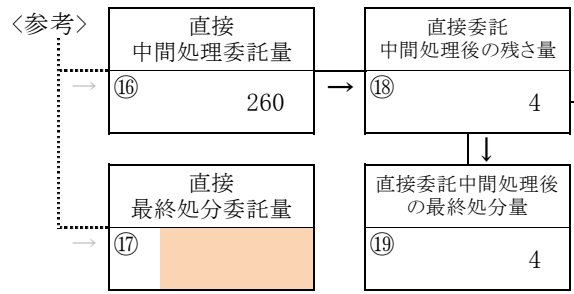 <参考>
直接
中間処理委託量
⑯
260
→
→
直接委託
中間処理後の残さ量
⑱
4
↓
直接
最終処分委託量
⑰
→
直接委託中間処理後
の最終処分量
⑲
4